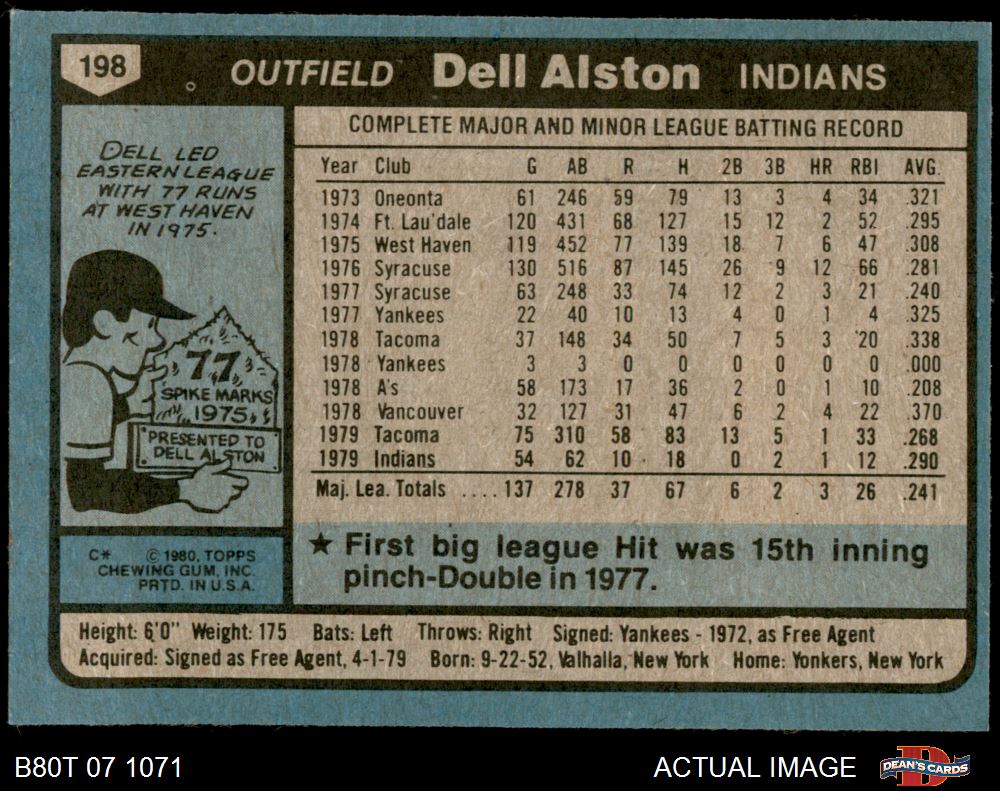 198 OUTFIELD Dell Alston INDIANS
DELL LED
EASTERN LEAGUE
WITH 77 RUNS
AT WEST HAVEN
IN 1975.
77
SPIKE MARKS
1975
PRESENTED TO
DELL ALSTON
C* © 1980, TOPPS
CHEWING GUM, INC.
PRTD. IN U.S.A.
COMPLETE MAJOR AND MINOR LEAGUE BATTING RECORD
Year Club G AB R H 2B 3B HR RBI AVG.
1973 Oneonta 61 246 59 79 13 3 4 34 .321
1974 Ft. Lau'dale 120 431 68 127 15 12 2 52 .295
1975 West Haven 119 452 77 139 18 7 6 47 .308
1976 Syracuse 130 516 87 145 26 9 12 66 .281
1977 Syracuse 63 248 33 74 12 2 3 21 .240
1977 Yankees 22 40 10 13 4 0 1 4 .325
1978 Tacoma 37 148 34 50 7 5 3 20 .338
1978 Yankees 3 3 0 0 0 0 0 0 .000
1978 A's 58 173 17 36 2 0 1 10 .208
1978 Vancouver 32 127 31 47 6 2 4 22 .370
1979 Tacoma 75 310 58 83 13 5 1 33 .268
1979 Indians 54 62 10 18 0 2 1 12 .290
Maj. Lea. Totals .... 137 278 37 67 6 2 3 26 .241
★ First big league Hit was 15th inning
pinch-Double in 1977.
Height: 6'0" Weight: 175 Bats: Left Throws: Right Signed: Yankees - 1972, as Free Agent
Acquired: Signed as Free Agent, 4-1-79 Born: 9-22-52, Valhalla, New York Home: Yonkers, New York
B80T 07 1071 ACTUAL IMAGE D DEAN'S CARDS